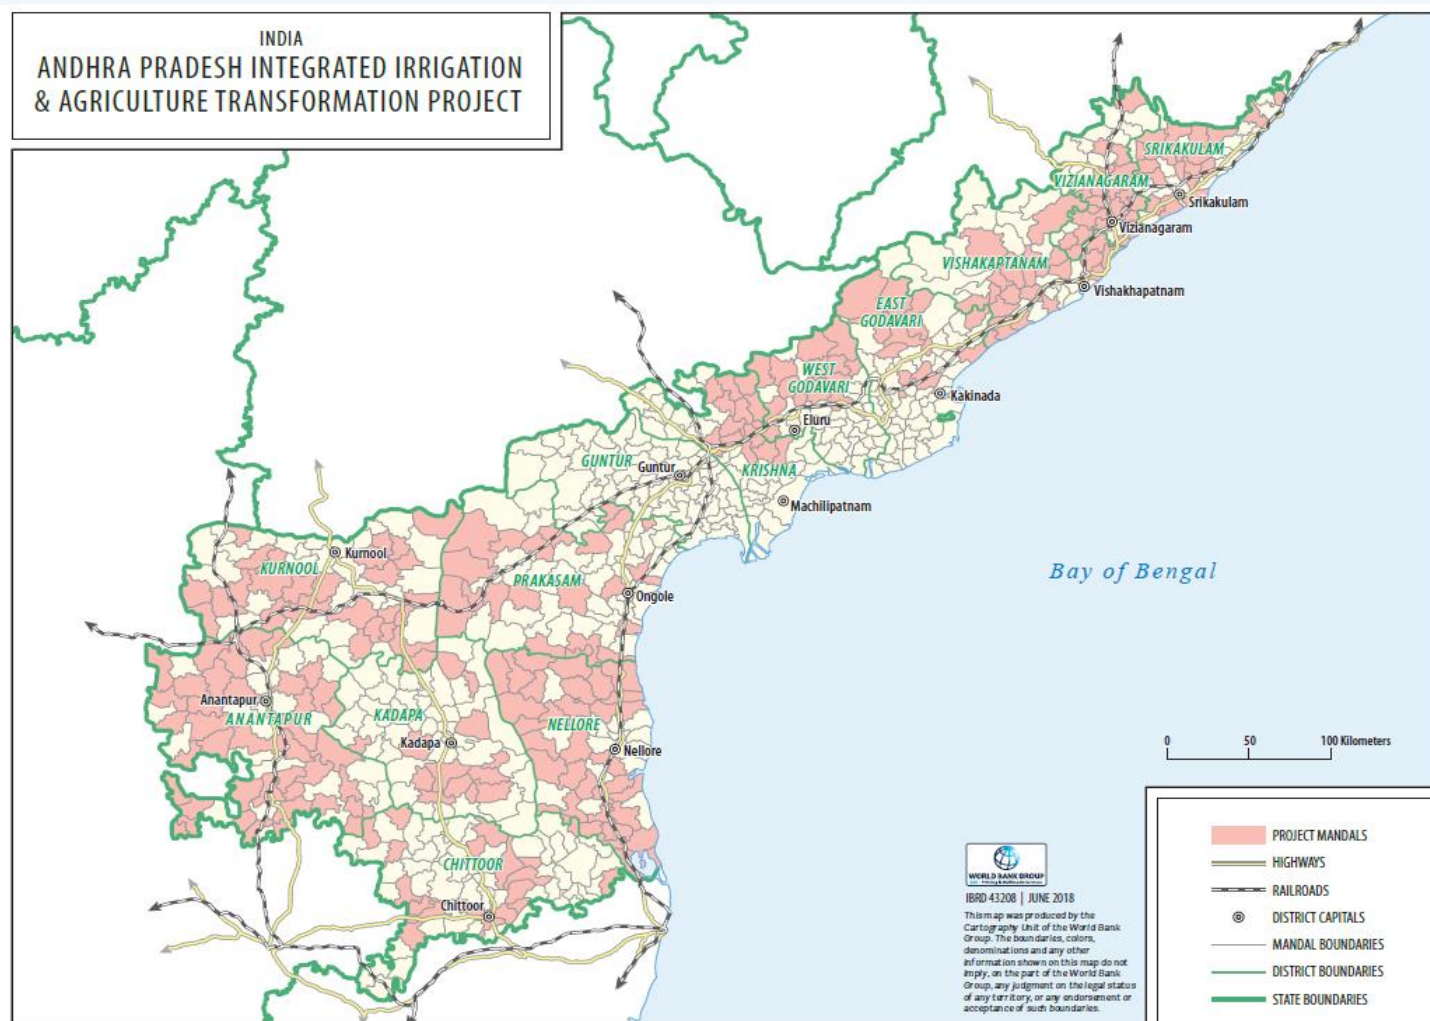 INDIA
ANDHRA PRADESH INTEGRATED IRRIGATION
& AGRICULTURE TRANSFORMATION PROJECT
SRIKAKULAM
VIZIANAGARAM
Srikakulam
Vizianagaram
VISHAKAPTANAM
Vishakhapatnam
EAST
GODAVARI
WEST
GODAVARI
Kakinada
Eluru
GUNTUR
Guntur
KRISHNA
Machilipatnam
Kurnool
KURNOOL
PRAKASAM
Ongole
Bay of Bengal
Anantapur
ANANTAPUR
KADAPA
NELLORE
Kadapa
Nellore
0 50 100 Kilometers
CHITTOOR
Chittoor
PROJECT MANDALS
HIGHWAYS
RAILROADS
DISTRICT CAPITALS
MANDAL BOUNDARIES
DISTRICT BOUNDARIES
STATE BOUNDARIES
WORLD BANK GROUP
IBRD 43208 | JUNE 2018
This map was produced by the
Cartography Unit of the World Bank
Group. The boundaries, colors,
denominations and any other
information shown on this map do not
imply, on the part of the World Bank
Group, any judgment on the legal status
of any territory, or any endorsement or
acceptance of such boundaries.